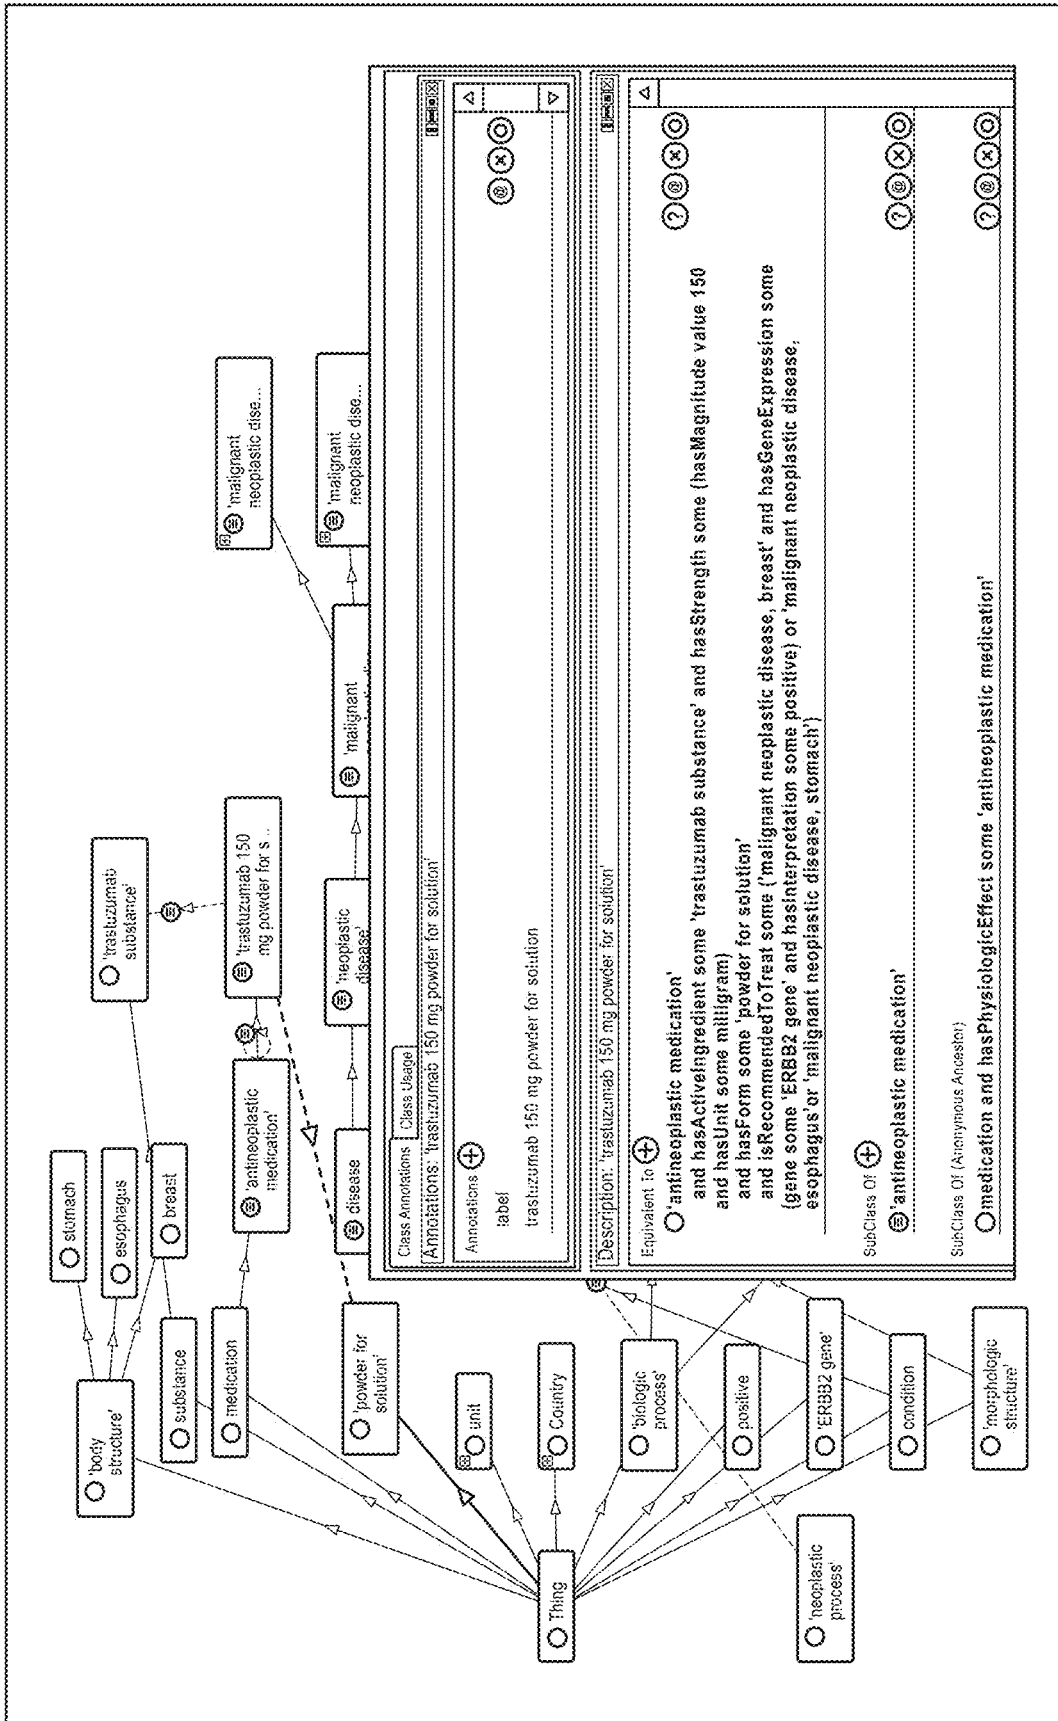 'body
structure'
stomach
esophagus
breast
substance
medication
'trastuzumab
substance'
'antineoplastic
medication'
'trastuzumab 150
mg powder for s...
'malignant
neoplastic dise...
'malignant
neoplastic dise...
'malignant
'neoplastic
disease'
disease
'powder for
solution'
unit
Country
Thing
'biologic
process'
positive
'ERBB2 gene'
condition
'morphologic
structure'
'neoplastic
process'
Class Annotations
Class Usage
Annotations: 'trastuzumab 150 mg powder for solution'
Annotations
label
trastuzumab 150 mg powder for solution
Description: 'trastuzumab 150 mg powder for solution'
Equivalent To
'antineoplastic medication'
and hasActiveIngredient some 'trastuzumab substance' and hasStrength some (hasMagnitude value 150
and hasUnit some milligram)
and hasForm some 'powder for solution'
and isRecommendedToTreat some ('malignant neoplastic disease, breast' and hasGeneExpression some
(gene some 'ERBB2 gene' and hasInterpretation some positive) or 'malignant neoplastic disease,
esophagus'or 'malignant neoplastic disease, stomach')
SubClass Of
'antineoplastic medication'
SubClass Of (Anonymous Ancestor)
medication and hasPhysiologicEffect some 'antineoplastic medication'